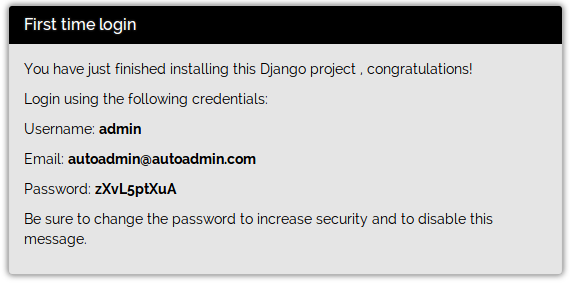 First time login
You have just finished installing this Django project , congratulations!
Login using the following credentials:
Username: admin
Email: autoadmin@autoadmin.com
Password: zXvL5ptXuA
Be sure to change the password to increase security and to disable this
message.